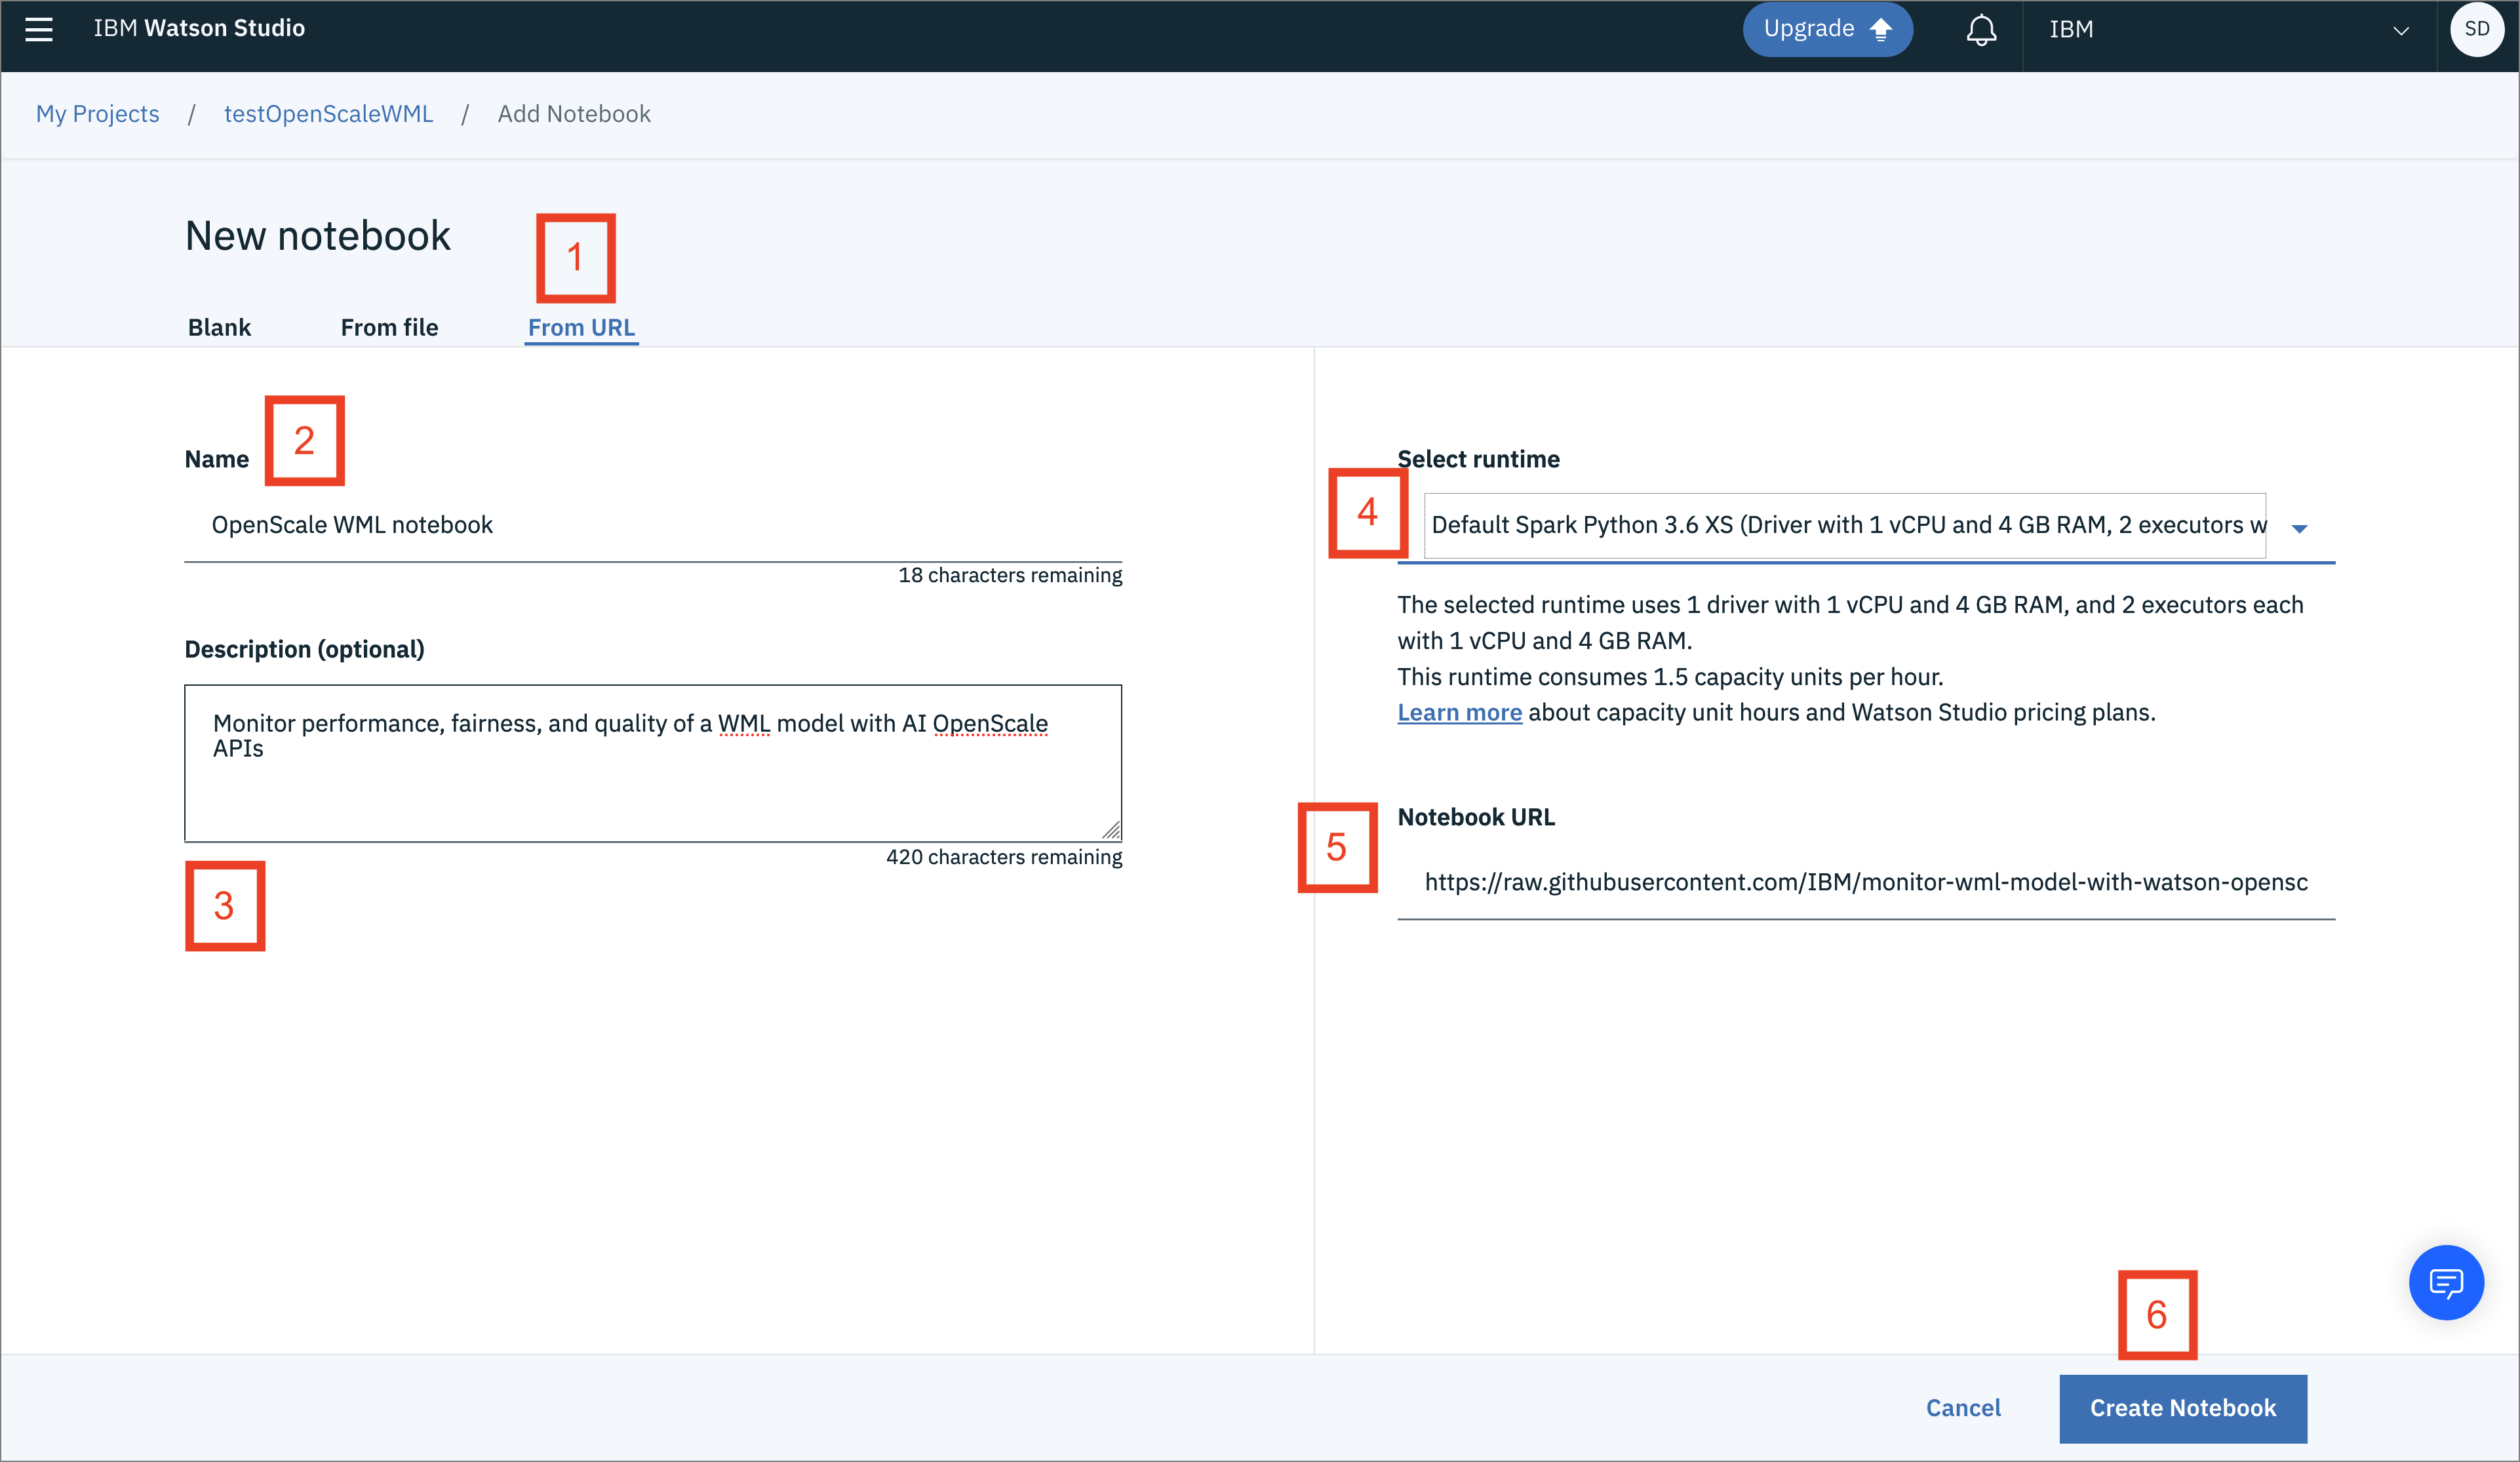 IBM Watson Studio
Upgrade
IBM
SD
My Projects / testOpenScaleWML / Add Notebook
New notebook
1
Blank
From file
From URL
2
Name
OpenScale WML notebook
18 characters remaining
Description (optional)
Monitor performance, fairness, and quality of a WML model with AI OpenScale
APIs
420 characters remaining
3
Select runtime
4
Default Spark Python 3.6 XS (Driver with 1 vCPU and 4 GB RAM, 2 executors w
The selected runtime uses 1 driver with 1 vCPU and 4 GB RAM, and 2 executors each
with 1 vCPU and 4 GB RAM.
This runtime consumes 1.5 capacity units per hour.
Learn more about capacity unit hours and Watson Studio pricing plans.
5
Notebook URL
https://raw.githubusercontent.com/IBM/monitor-wml-model-with-watson-opensc
6
Cancel
Create Notebook